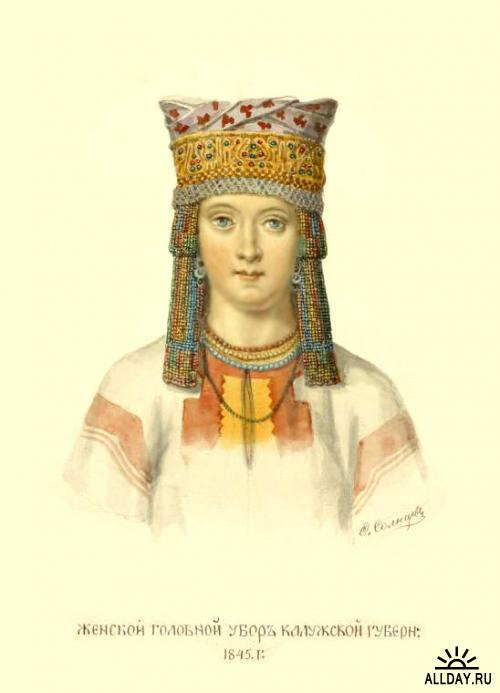 Ѳ. Солнцевъ
ЖЕНСКОЙ ГОЛОВНОЙ УБОРЪ КАЛУЖСКОЙ ГУБЕРН:
1845. Г:
ALLDAY.RU